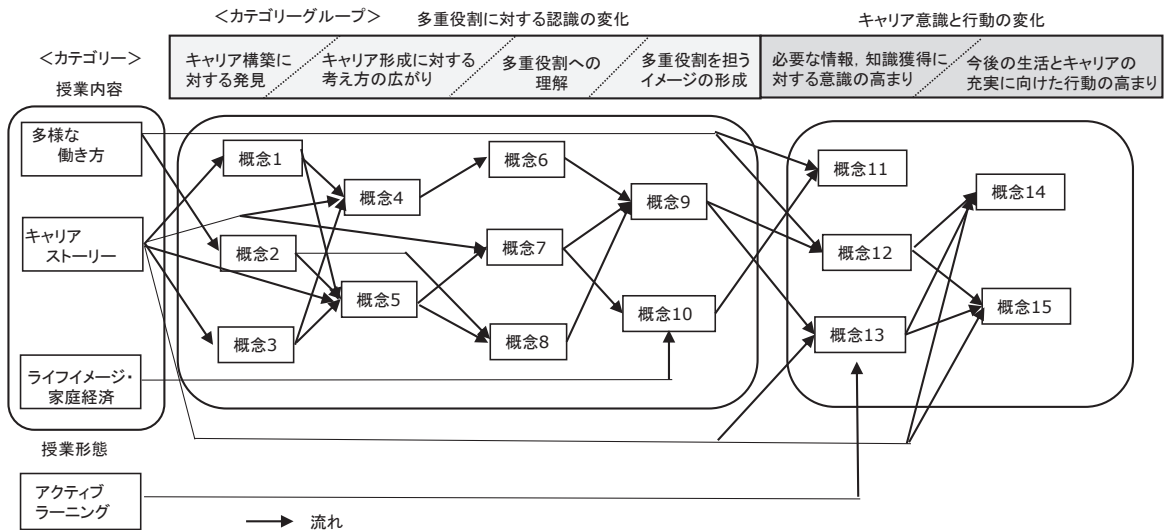 ＜カテゴリーグループ＞
多重役割に対する認識の変化
キャリア意識と行動の変化
＜カテゴリー＞
キャリア構築に
対する発見
キャリア形成に対する
考え方の広がり
多重役割への
理解
多重役割を担う
イメージの形成
必要な情報，知識獲得に
対する意識の高まり
今後の生活とキャリアの
充実に向けた行動の高まり
授業内容
多様な
働き方
キャリア
ストーリー
ライフイメージ・
家庭経済
授業形態
アクティブ
ラーニング
概念1
概念2
概念3
概念4
概念5
概念6
概念7
概念8
概念9
概念10
概念11
概念12
概念13
概念14
概念15
流れ